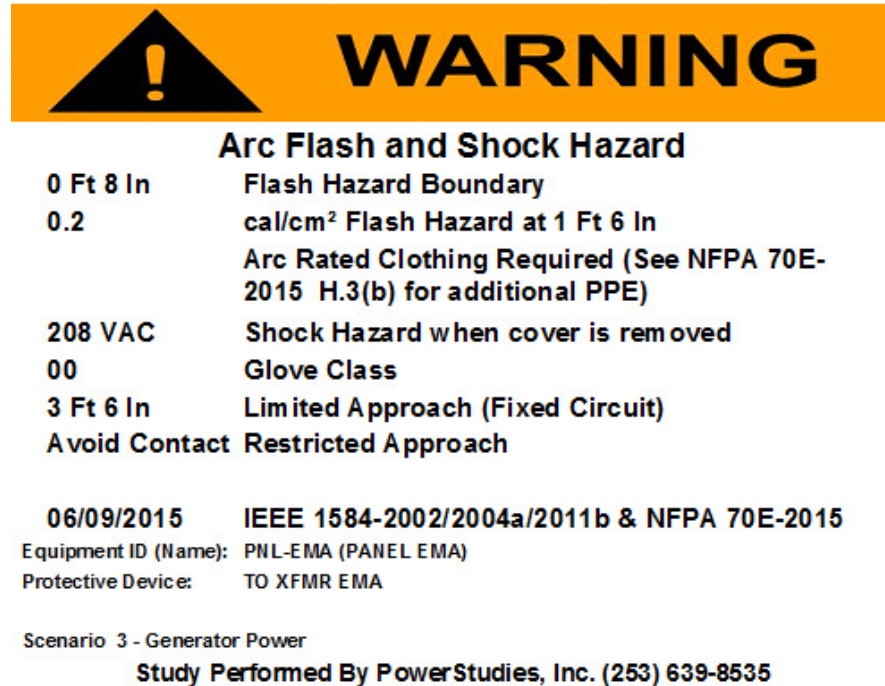 WARNING
Arc Flash and Shock Hazard
0 Ft 8 In Flash Hazard Boundary
0.2 cal/cm² Flash Hazard at 1 Ft 6 In
Arc Rated Clothing Required (See NFPA 70E-
2015 H.3(b) for additional PPE)
208 VAC Shock Hazard when cover is removed
00 Glove Class
3 Ft 6 In Limited Approach (Fixed Circuit)
Avoid Contact Restricted Approach
06/09/2015 IEEE 1584-2002/2004a/2011b & NFPA 70E-2015
Equipment ID (Name): PNL-EMA (PANEL EMA)
Protective Device: TO XFMR EMA
Scenario 3 - Generator Power
Study Performed By PowerStudies, Inc. (253) 639-8535